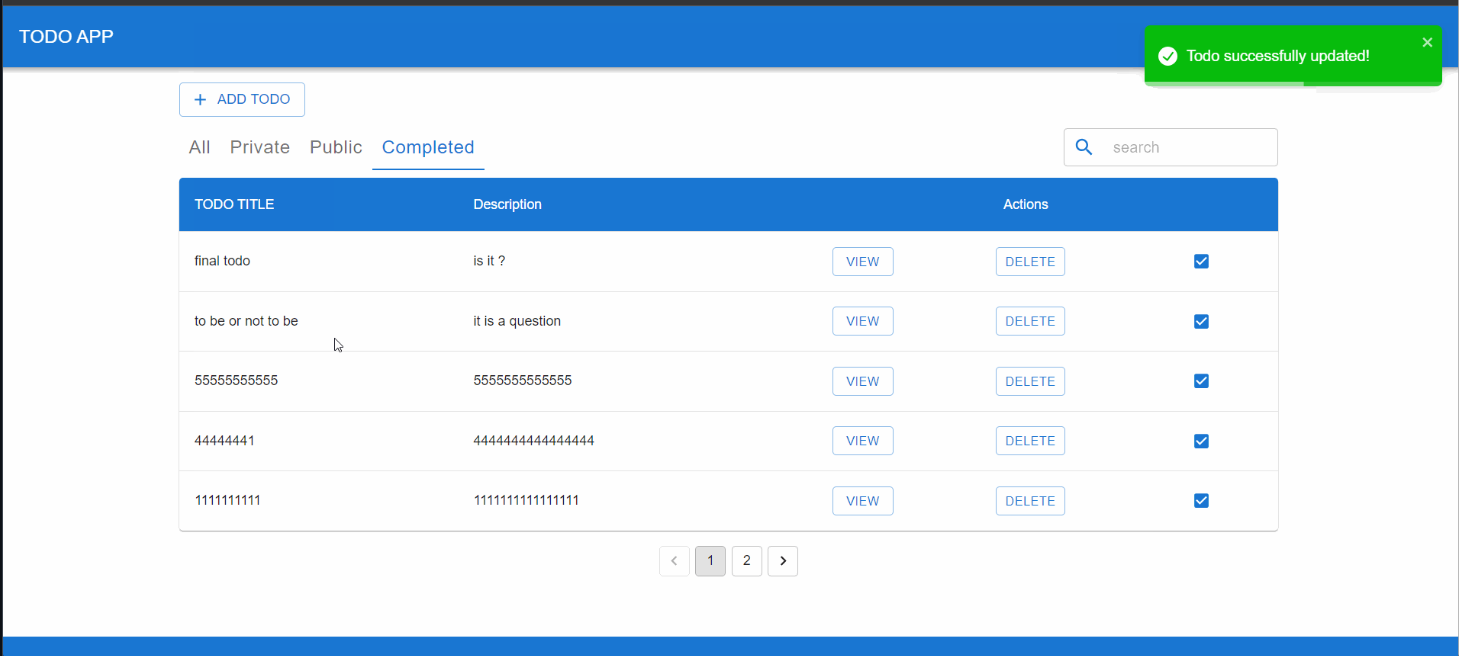 TODO APP
Todo successfully updated!
ADD TODO
All Private Public Completed
search
TODO TITLE Description Actions
final todo is it ? VIEW DELETE
to be or not to be it is a question VIEW DELETE
55555555555 5555555555555 VIEW DELETE
44444441 4444444444444444 VIEW DELETE
1111111111 1111111111111111 VIEW DELETE
1 2